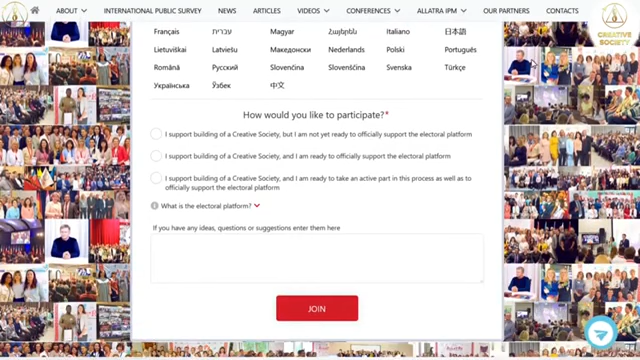 ABOUT INTERNATIONAL PUBLIC SURVEY NEWS ARTICLES VIDEOS CONFERENCES ALLATRA IPM OUR PARTNERS CONTACTS
CREATIVE
SOCIETY
Français עברית Magyar Հայերեն Italiano 日本語
Lietuviškai Latviešu Македонски Nederlands Polski Português
Română Русский Slovenčina Slovenščina Svenska Türkçe
Українська Ўзбек 中文
How would you like to participate?*
I support building of a Creative Society, but I am not yet ready to officially support the electoral platform
I support building of a Creative Society, and I am ready to officially support the electoral platform
I support building of a Creative Society, and I am ready to take an active part in this process as well as to
officially support the electoral platform
What is the electoral platform?
If you have any ideas, questions or suggestions enter them here
JOIN